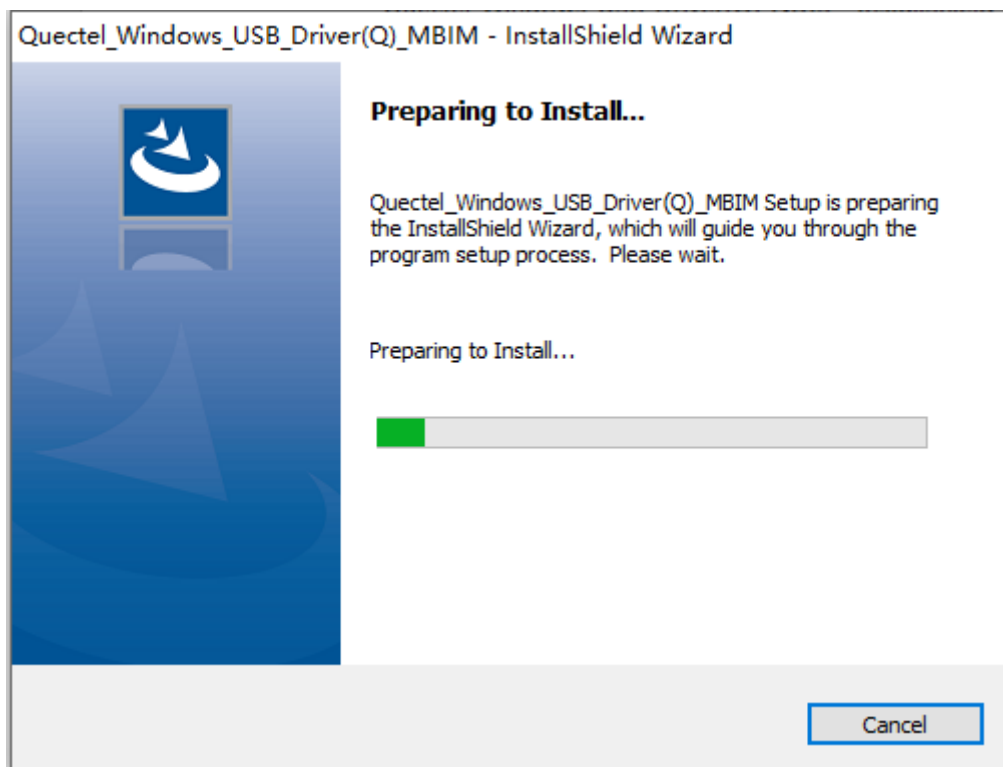 Quectel_Windows_USB_Driver(Q)_MBIM - InstallShield Wizard
Preparing to Install...
Quectel_Windows_USB_Driver(Q)_MBIM Setup is preparing
the InstallShield Wizard, which will guide you through the
program setup process.  Please wait.
Preparing to Install...
Cancel